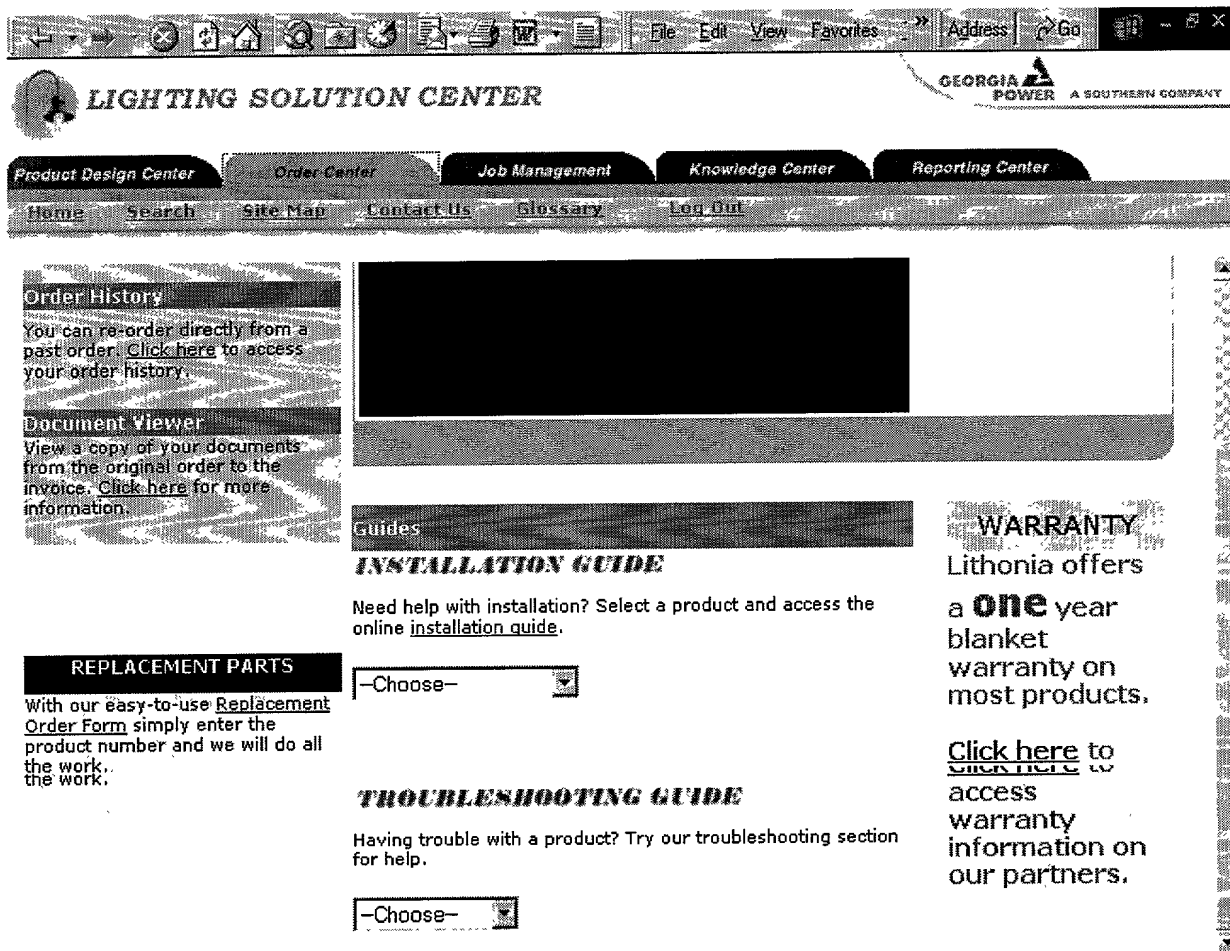 File Edit View Favorites » Address Go
LIGHTING SOLUTION CENTER
GEORGIA
POWER A SOUTHERN COMPANY
Product Design Center Order Center Job Management Knowledge Center Reporting Center
Home Search Site Map Contact Us Glossary Log Out
Order History
You can re-order directly from a
past order. Click here to access
your order history.
Document Viewer
View a copy of your documents
from the original order to the
invoice. Click here for more
information.
REPLACEMENT PARTS
With our easy-to-use Replacement
Order Form simply enter the
product number and we will do all
the work.
the work.
Guides
INSTALLATION GUIDE
Need help with installation? Select a product and access the
online installation guide.
–Choose–
TROUBLESHOOTING GUIDE
Having trouble with a product? Try our troubleshooting section
for help.
–Choose–
WARRANTY
Lithonia offers
a one year
blanket
warranty on
most products.
Click here to
Click here to
access
warranty
information on
our partners.